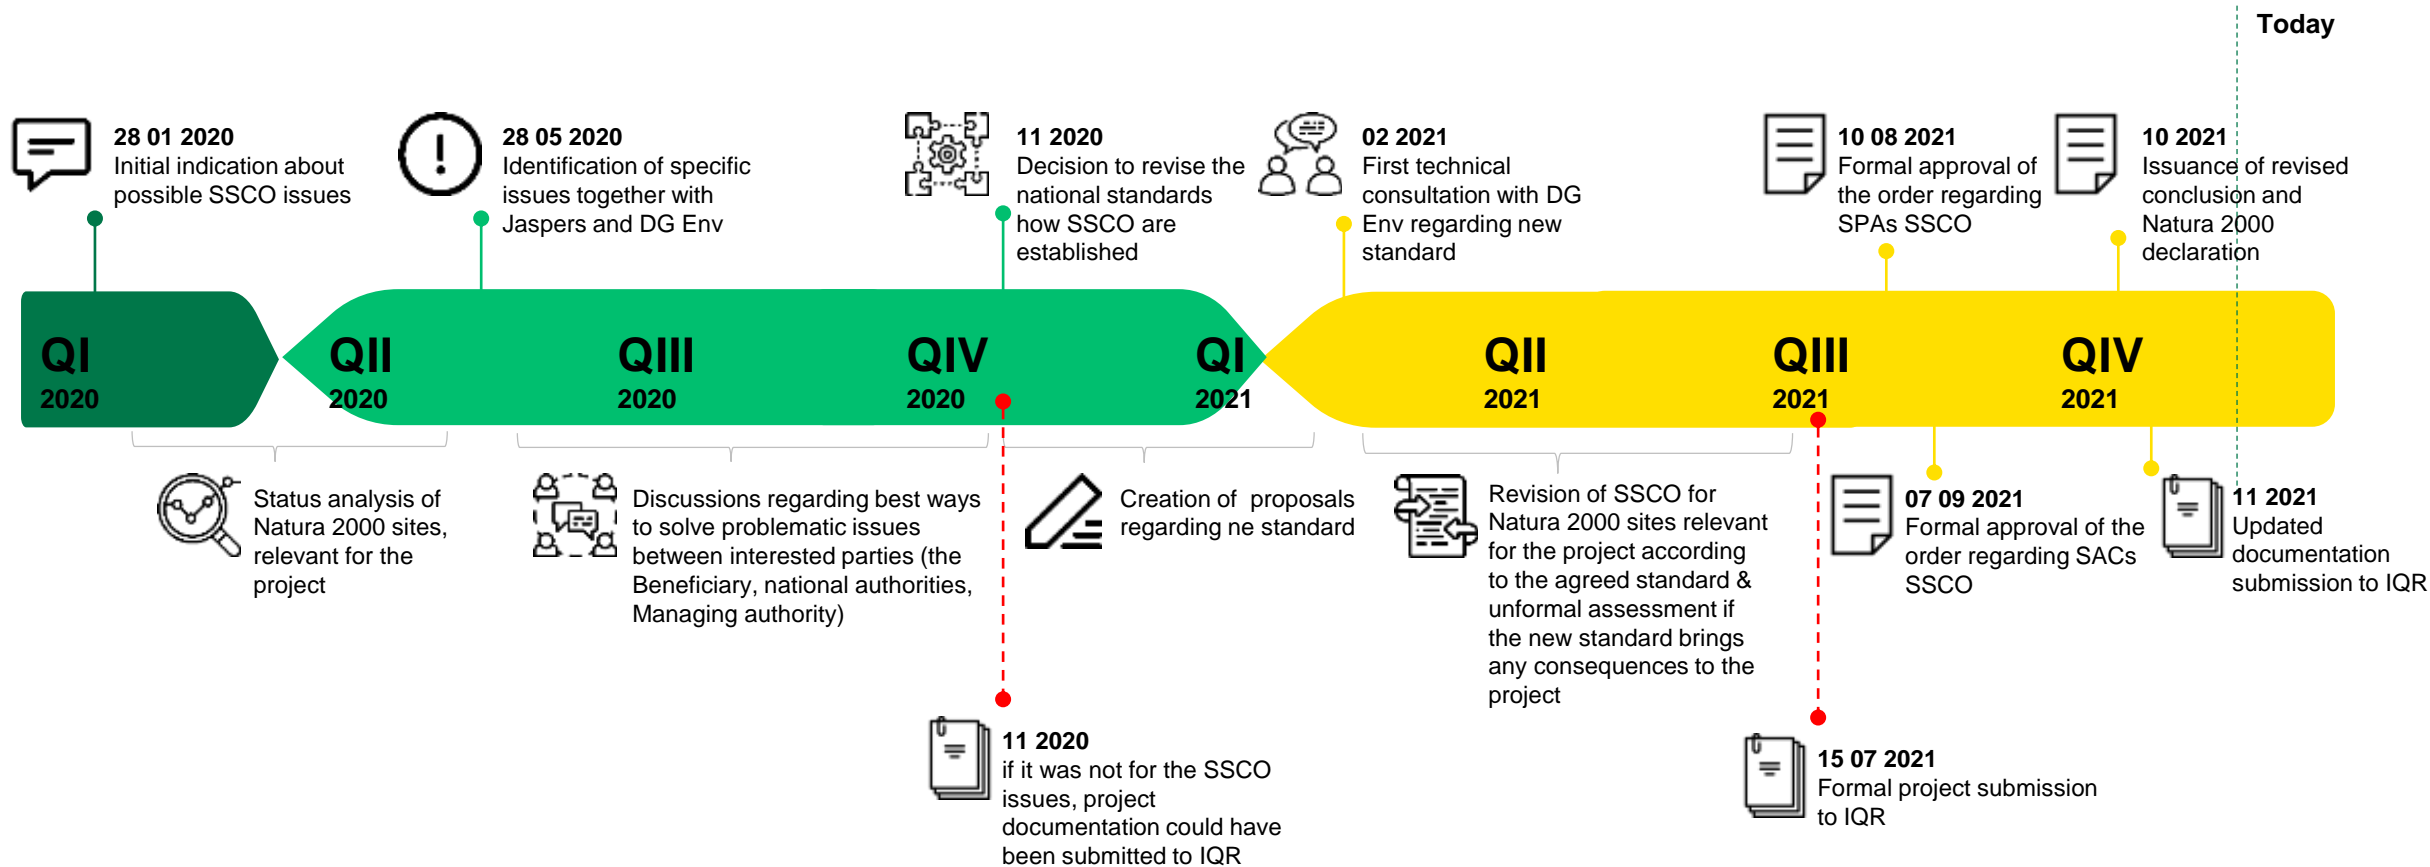 Today
28 01 2020
Initial indication about
possible SSCO issues
28 05 2020
Identification of specific
issues together with
Jaspers and DG Env
11 2020
Decision to revise the
national standards
how SSCO are
established
02 2021
First technical
consultation with DG
Env regarding new
standard
10 08 2021
Formal approval of
the order regarding
SPAs SSCO
10 2021
Issuance of revised
conclusion and
Natura 2000
declaration
QI
2020
QII
2020
QIII
2020
QIV
2020
QI
2021
QII
2021
QIII
2021
QIV
2021
Status analysis of
Natura 2000 sites,
relevant for the
project
Discussions regarding best ways
to solve problematic issues
between interested parties (the
Beneficiary, national authorities,
Managing authority)
Creation of proposals
regarding ne standard
Revision of SSCO for
Natura 2000 sites relevant
for the project according
to the agreed standard &
unformal assessment if
the new standard brings
any consequences to the
project
07 09 2021
Formal approval of the
order regarding SACs
SSCO
11 2021
Updated
documentation
submission to IQR
11 2020
if it was not for the SSCO
issues, project
documentation could have
been submitted to IQR
15 07 2021
Formal project submission
to IQR